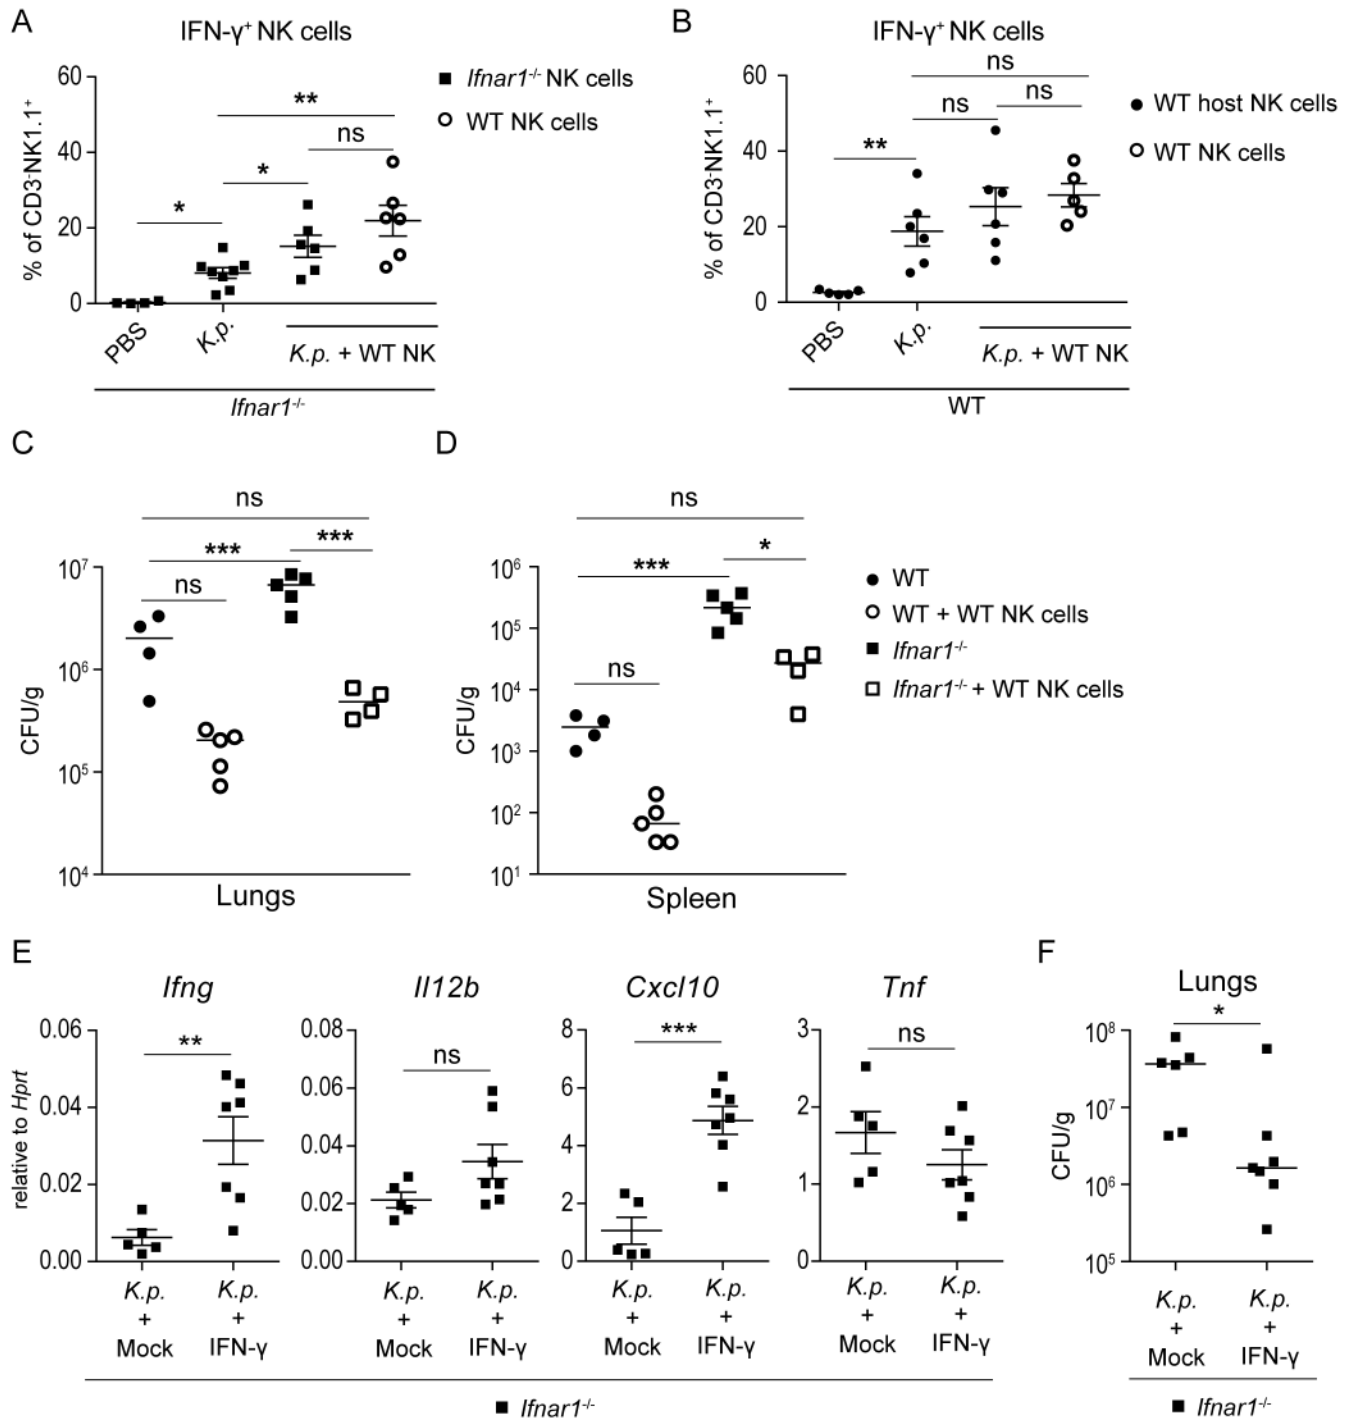 A
IFN-γ⁺ NK cells
% of CD3⁻NK1.1⁺
60
40
20
0
**
ns
*
*
Ifnar1⁻/⁻ NK cells
WT NK cells
PBS
K.p.
K.p. + WT NK
Ifnar1⁻/⁻
B
IFN-γ⁺ NK cells
% of CD3⁻NK1.1⁺
60
40
20
0
ns
ns
ns
**
WT host NK cells
WT NK cells
PBS
K.p.
K.p. + WT NK
WT
C
CFU/g
10⁷
10⁶
10⁵
10⁴
ns
***
***
ns
Lungs
D
CFU/g
10⁶
10⁵
10⁴
10³
10²
10¹
ns
*
***
ns
Spleen
WT
WT + WT NK cells
Ifnar1⁻/⁻
Ifnar1⁻/⁻ + WT NK cells
E
relative to Hprt
Ifng
0.06
0.04
0.02
0.00
**
K.p.
+
Mock
K.p.
+
IFN-γ
Il12b
0.08
0.06
0.04
0.02
0.00
ns
K.p.
+
Mock
K.p.
+
IFN-γ
Cxcl10
8
6
4
2
0
***
K.p.
+
Mock
K.p.
+
IFN-γ
Tnf
3
2
1
0
ns
K.p.
+
Mock
K.p.
+
IFN-γ
Ifnar1⁻/⁻
F
Lungs
CFU/g
10⁸
10⁷
10⁶
10⁵
*
K.p.
+
Mock
K.p.
+
IFN-γ
Ifnar1⁻/⁻